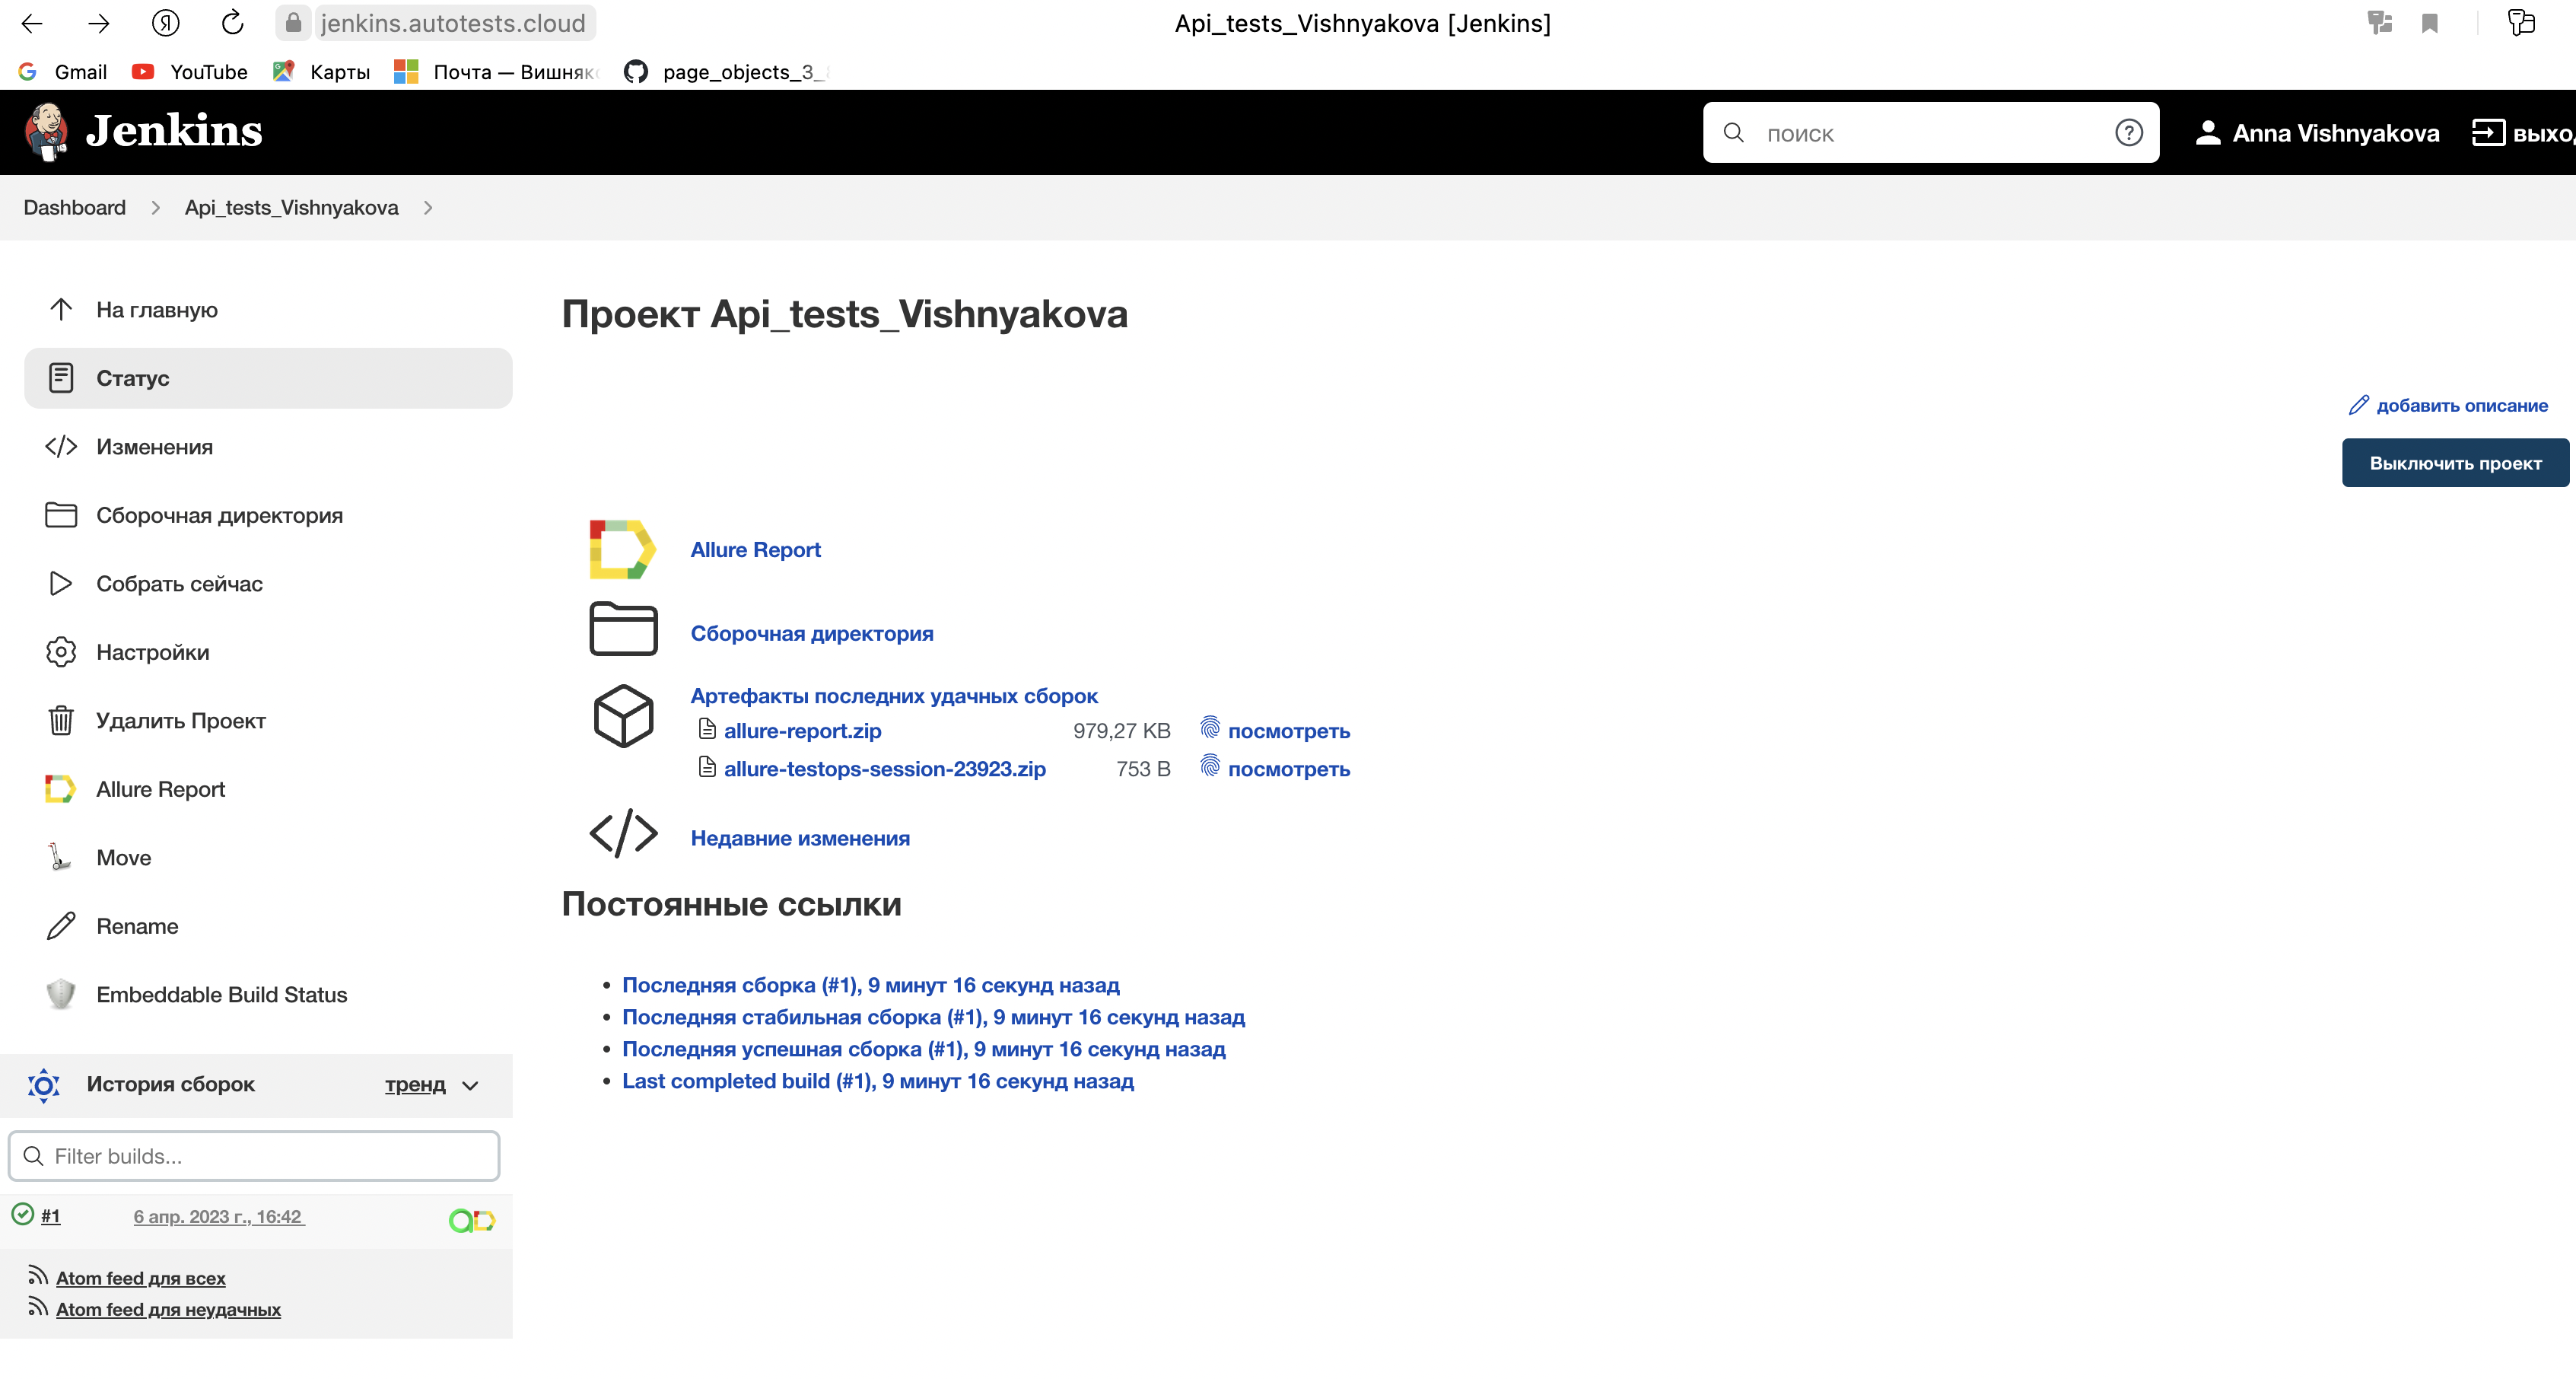 jenkins.autotests.cloud
Api_tests_Vishnyakova [Jenkins]
Gmail
YouTube
Карты
Почта — Вишняк
page_objects_3_
Jenkins
поиск
Anna Vishnyakova
выхо
Dashboard
Api_tests_Vishnyakova
На главную
Статус
Изменения
Сборочная директория
Собрать сейчас
Настройки
Удалить Проект
Allure Report
Move
Rename
Embeddable Build Status
История сборок
тренд
Filter builds...
#1
6 апр. 2023 г., 16:42
Atom feed для всех
Atom feed для неудачных
Проект Api_tests_Vishnyakova
добавить описание
Выключить проект
Allure Report
Сборочная директория
Артефакты последних удачных сборок
allure-report.zip 979,27 KB посмотреть
allure-testops-session-23923.zip 753 B посмотреть
Недавние изменения
Постоянные ссылки
Последняя сборка (#1), 9 минут 16 секунд назад
Последняя стабильная сборка (#1), 9 минут 16 секунд назад
Последняя успешная сборка (#1), 9 минут 16 секунд назад
Last completed build (#1), 9 минут 16 секунд назад